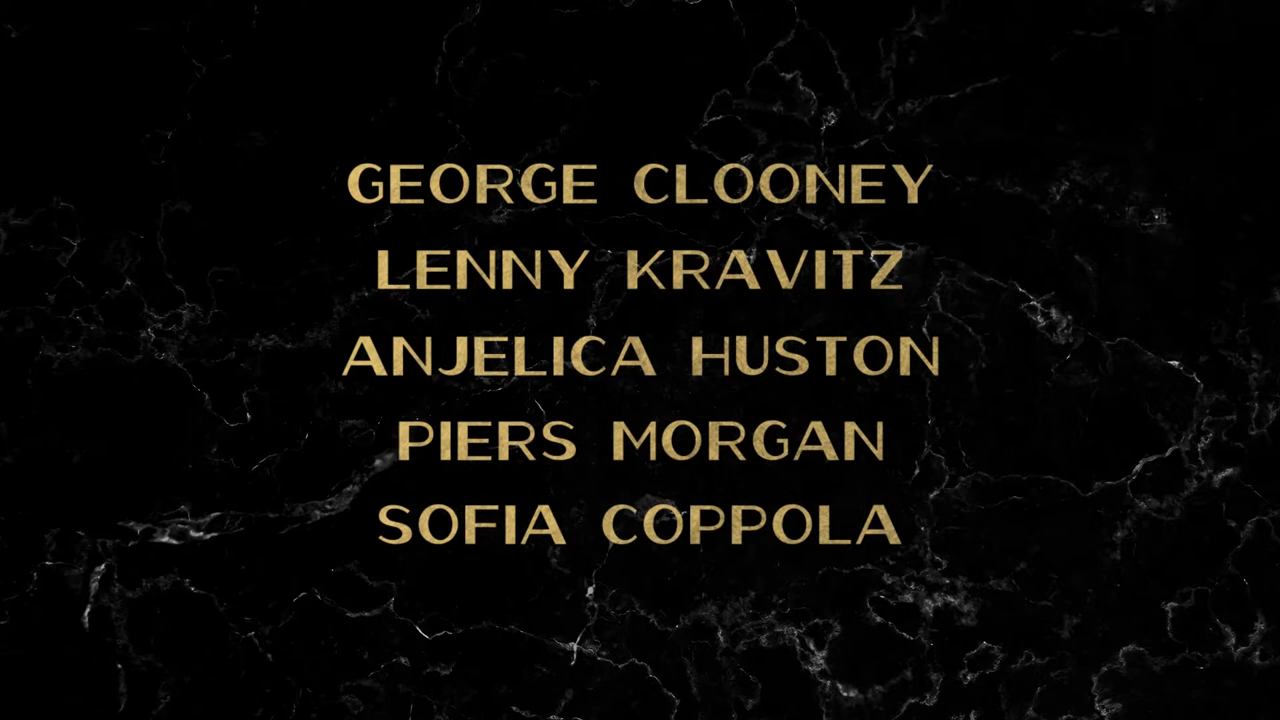 GEORGE CLOONEY
LENNY KRAVITZ
ANJELICA HUSTON
PIERS MORGAN
SOFIA COPPOLA